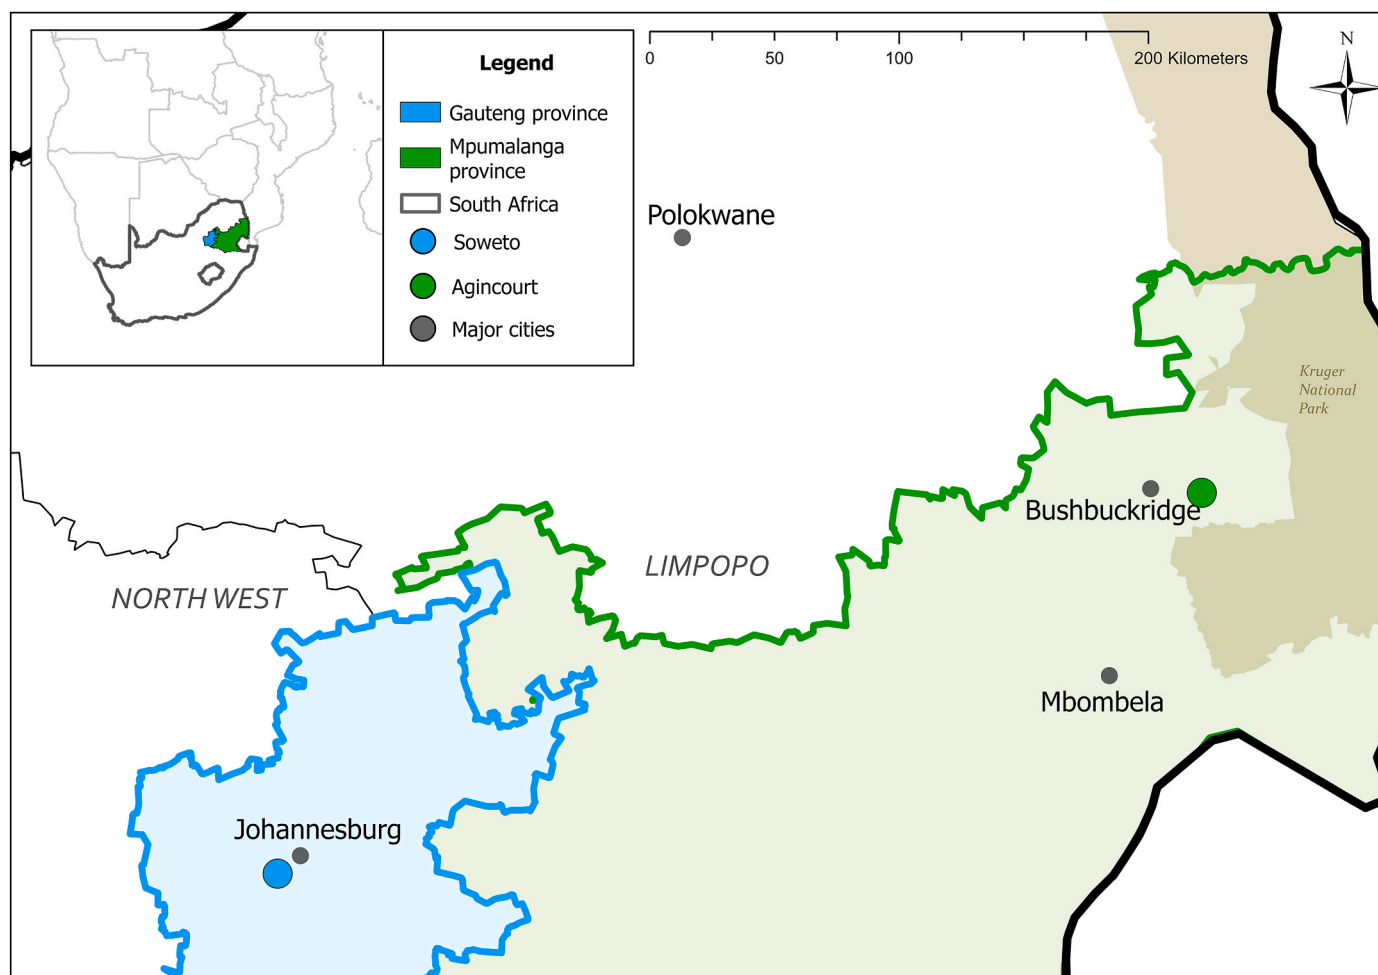 Legend
Gauteng province
Mpumalanga
province
South Africa
Soweto
Agincourt
Major cities
0 50 100 200 Kilometers
N
Polokwane
Kruger
National
Park
Bushbuckridge
LIMPOPO
NORTH WEST
Mbombela
Johannesburg